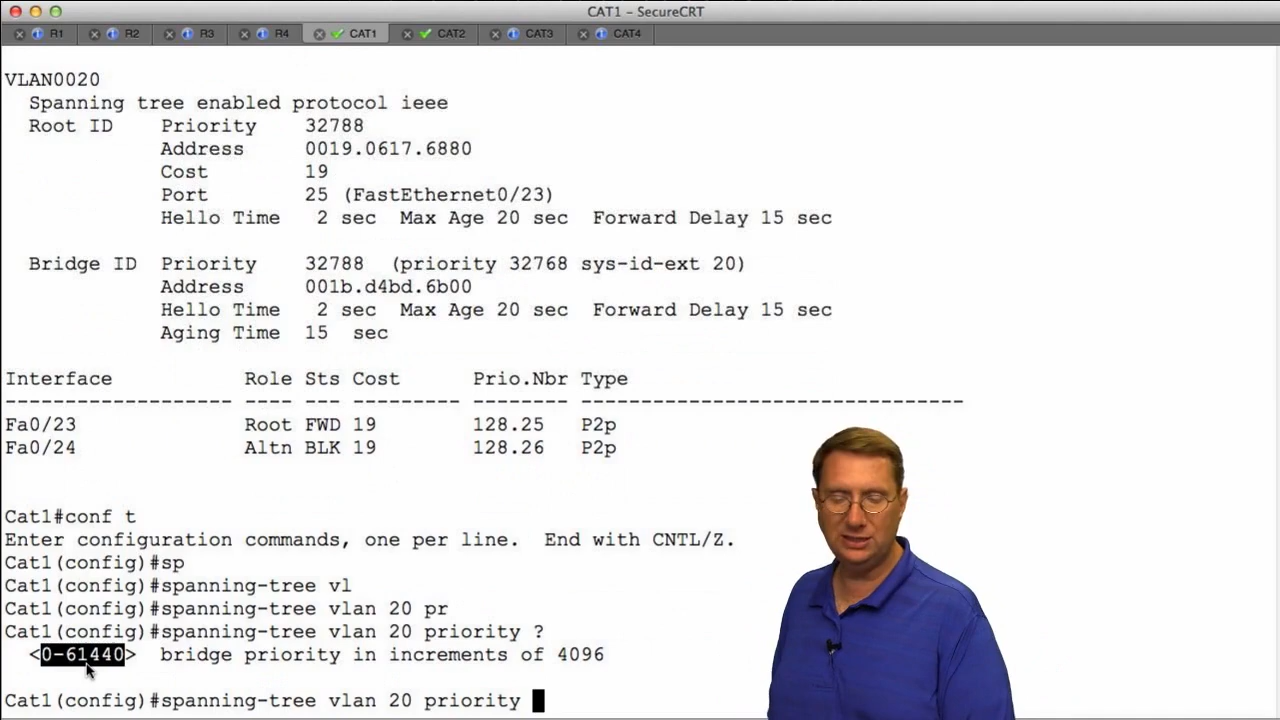 CAT1 – SecureCRT
R1 R2 R3 R4 CAT1 CAT2 CAT3 CAT4
VLAN0020
Spanning tree enabled protocol ieee
Root ID Priority 32788
Address 0019.0617.6880
Cost 19
Port 25 (FastEthernet0/23)
Hello Time 2 sec Max Age 20 sec Forward Delay 15 sec
Bridge ID Priority 32788 (priority 32768 sys-id-ext 20)
Address 001b.d4bd.6b00
Hello Time 2 sec Max Age 20 sec Forward Delay 15 sec
Aging Time 15 sec
Interface Role Sts Cost Prio.Nbr Type
------------------- ---- --- --------- -------- --------------------------------
Fa0/23 Root FWD 19 128.25 P2p
Fa0/24 Altn BLK 19 128.26 P2p
Cat1#conf t
Enter configuration commands, one per line. End with CNTL/Z.
Cat1(config)#sp
Cat1(config)#spanning-tree vl
Cat1(config)#spanning-tree vlan 20 pr
Cat1(config)#spanning-tree vlan 20 priority ?
<0-61440> bridge priority in increments of 4096
Cat1(config)#spanning-tree vlan 20 priority